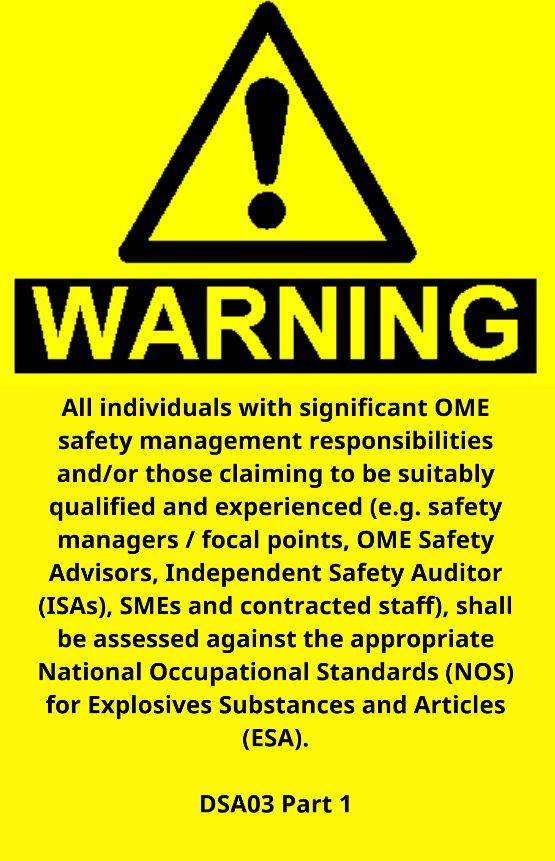 WARNING
All individuals with significant OME
safety management responsibilities
and/or those claiming to be suitably
qualified and experienced (e.g. safety
managers / focal points, OME Safety
Advisors, Independent Safety Auditor
(ISAs), SMEs and contracted staff), shall
be assessed against the appropriate
National Occupational Standards (NOS)
for Explosives Substances and Articles
(ESA).
DSA03 Part 1